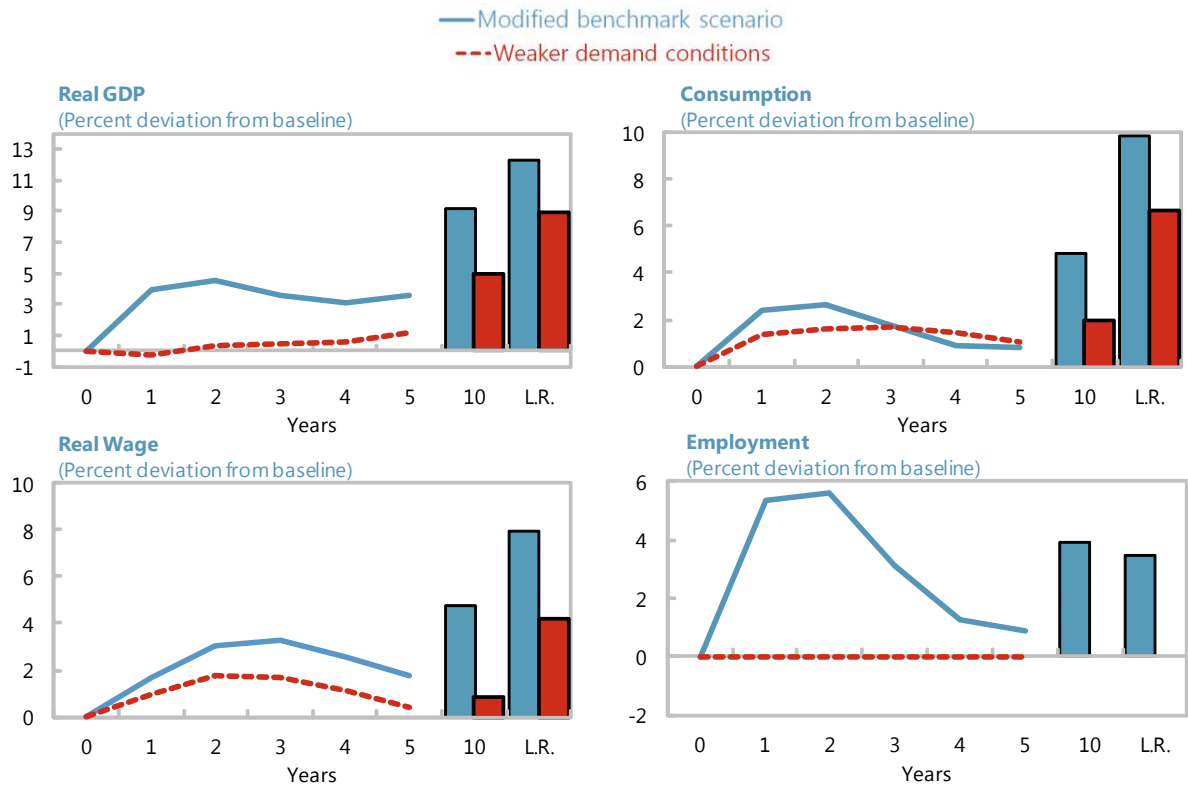 Modified benchmark scenario
Weaker demand conditions
Real GDP
(Percent deviation from baseline)
13
11
9
7
5
3
1
-1
0 1 2 3 4 5 10 L.R.
Years
Consumption
(Percent deviation from baseline)
10
8
6
4
2
0
0 1 2 3 4 5 10 L.R.
Years
Real Wage
(Percent deviation from baseline)
10
8
6
4
2
0
0 1 2 3 4 5 10 L.R.
Years
Employment
(Percent deviation from baseline)
6
4
2
0
-2
0 1 2 3 4 5 10 L.R.
Years